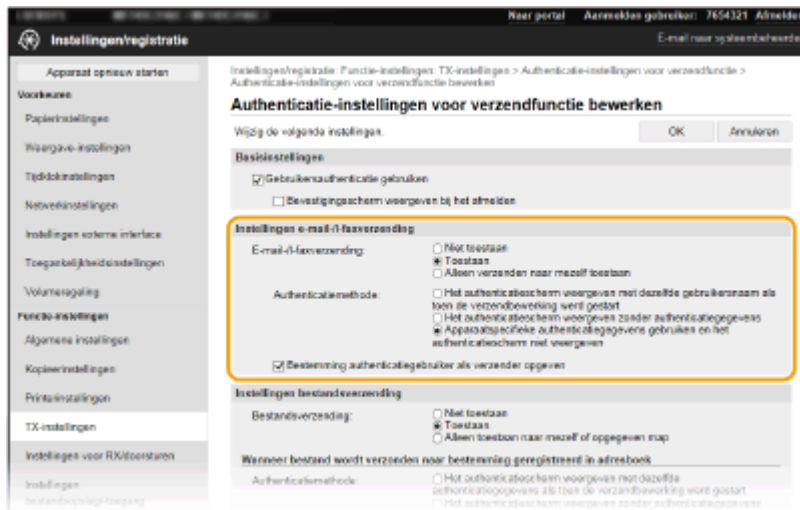 Naar portal Aanmelden gebruiker: 7654321 Afmelden
Instellingen/registratie
E-mail naar systeembeheerde
Apparaat opnieuw starten
Voorkeuren
Papierinstellingen
Weergave-instellingen
Tijdklokinstellingen
Netwerkinstellingen
Instellingen externe interface
Toegankelijkheidsinstellingen
Volumeregeling
Functie-instellingen
Algemene instellingen
Kopieerinstellingen
Printerinstallingen
TX-instellingen
Instellingen voor RX/doorsturen
Instellingen
Instellingen/registratie: Functie-instellingen: TX-instellingen > Authenticatie-instellingen voor verzendfunctie >
Authenticatie-instellingen voor verzendfunctie bewerken
Authenticatie-instellingen voor verzendfunctie bewerken
Wijzig de volgende instellingen.
OK
Annuleren
Basisinstellingen
Gebruikersauthenticatie gebruiken
Bevestigingsscherm weergeven bij het afmelden
Instellingen e-mail-/I-faxverzending
E-mail-/I-faxverzending:
Niet toestaan
Toestaan
Alleen verzenden naar mezelf toestaan
Authenticatiemethode:
Het authenticatiescherm weergeven met dezelfde gebruikersnaam als
toen de verzendbewerking werd gestart
Het authenticatiescherm weergeven zonder authenticatiegegevens
Apparaatspecifieke authenticatiegegevens gebruiken en het
authenticatiescherm niet weergeven
Bestemming authenticatiegebruiker als verzender opgeven
Instellingen bestandsverzending
Bestandsverzending:
Niet toestaan
Toestaan
Alleen toestaan naar mezelf of opgegeven map
Wanneer bestand wordt verzonden naar bestemming geregistreerd in adresboek
Authenticatiemethode:
Het authenticatiescherm weergeven met dezelfde
authenticatiegegevens als toen de verzendbewerking werd gestart
Het authenticatiescherm weergeven zonder authenticatiegegevens